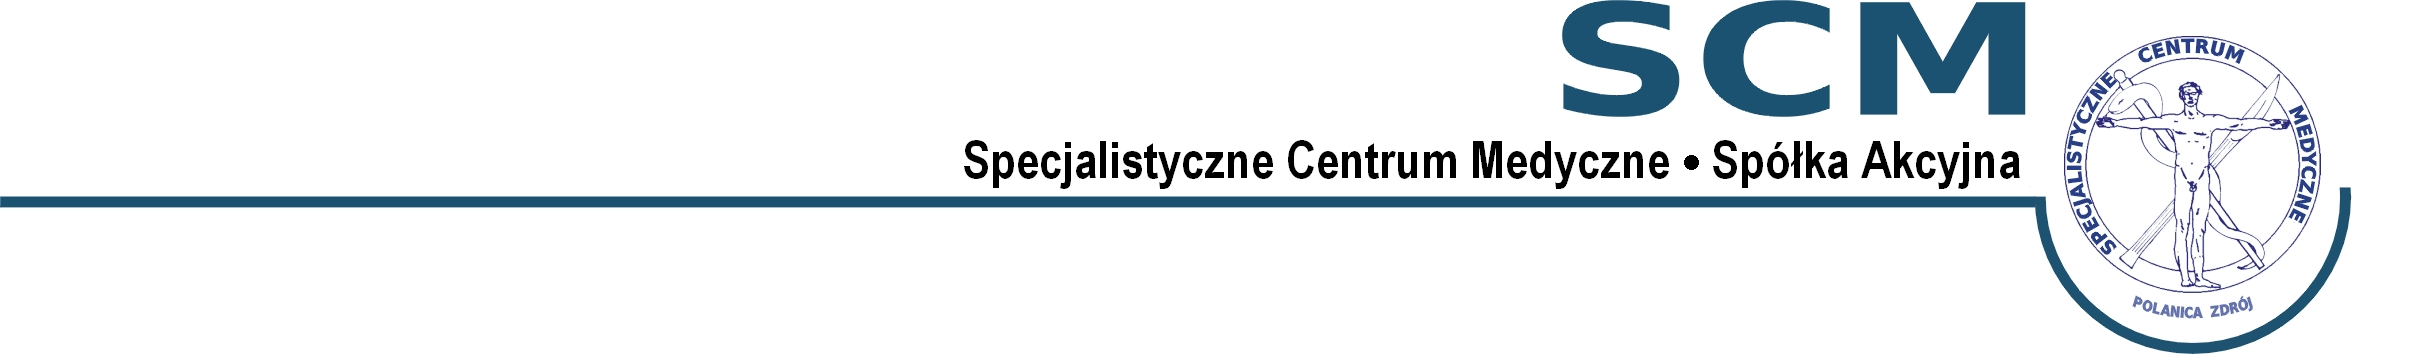 SCM
Specjalistyczne Centrum Medyczne • Spółka Akcyjna
SPECJALISTYCZNE CENTRUM MEDYCZNE
POLANICA ZDRÓJ